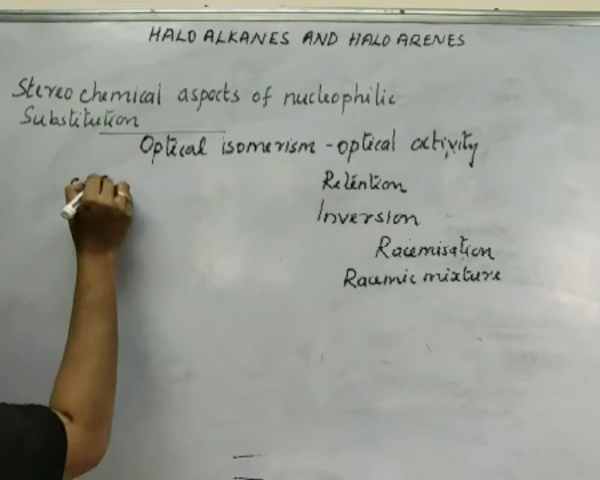 HALO ALKANES AND HALO ARENES
Stereo chemical aspects of nucleophilic
Substitution
Optical isomerism - optical activity
Retention
Inversion
Racemisation
Racemic mixture